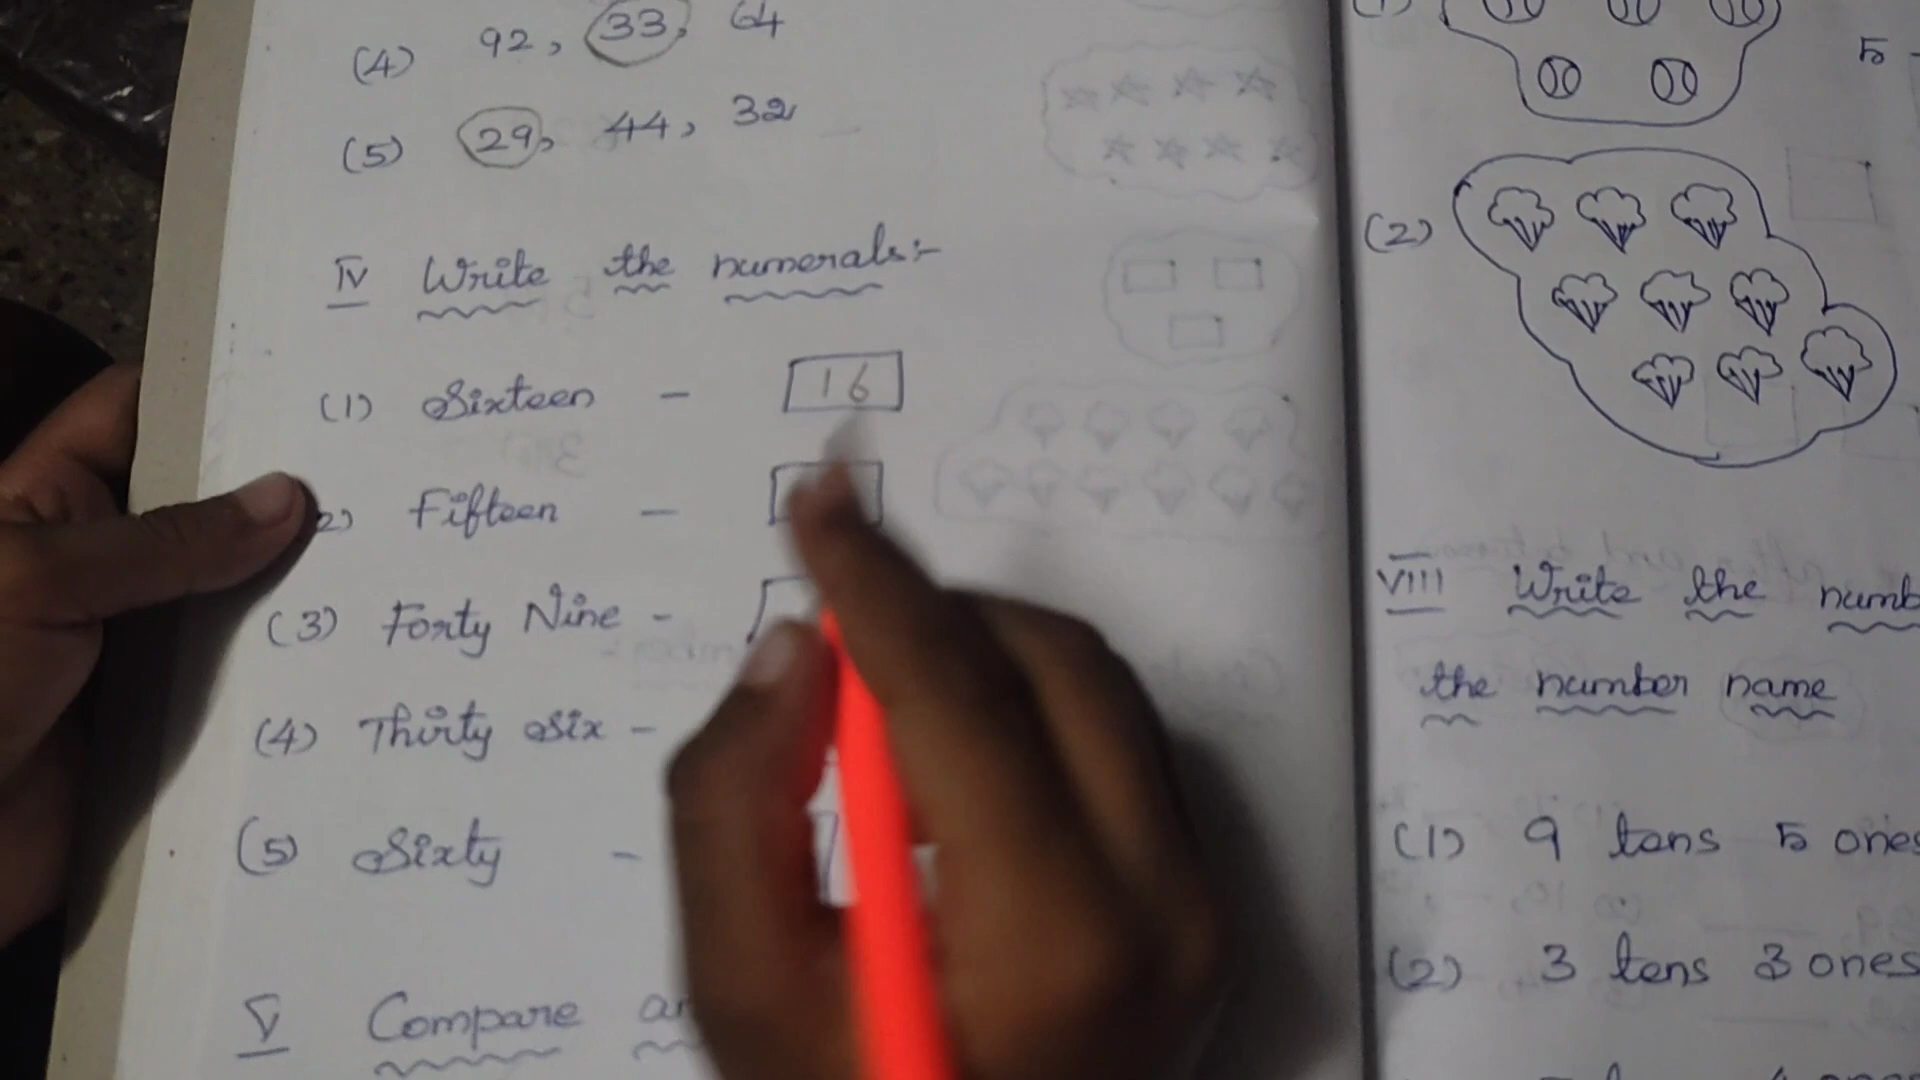 (4) 92, 33, 64
(5) 29, 44, 32
IV Write the numerals:-
(1) Sixteen - 16
2) Fifteen -
(3) Forty Nine -
(4) Thirty Six -
(5) Sixty -
V Compare
5
(2)
VIII Write the
the number name
(1) 9 tens 5 ones
(2) 3 tens 3 ones